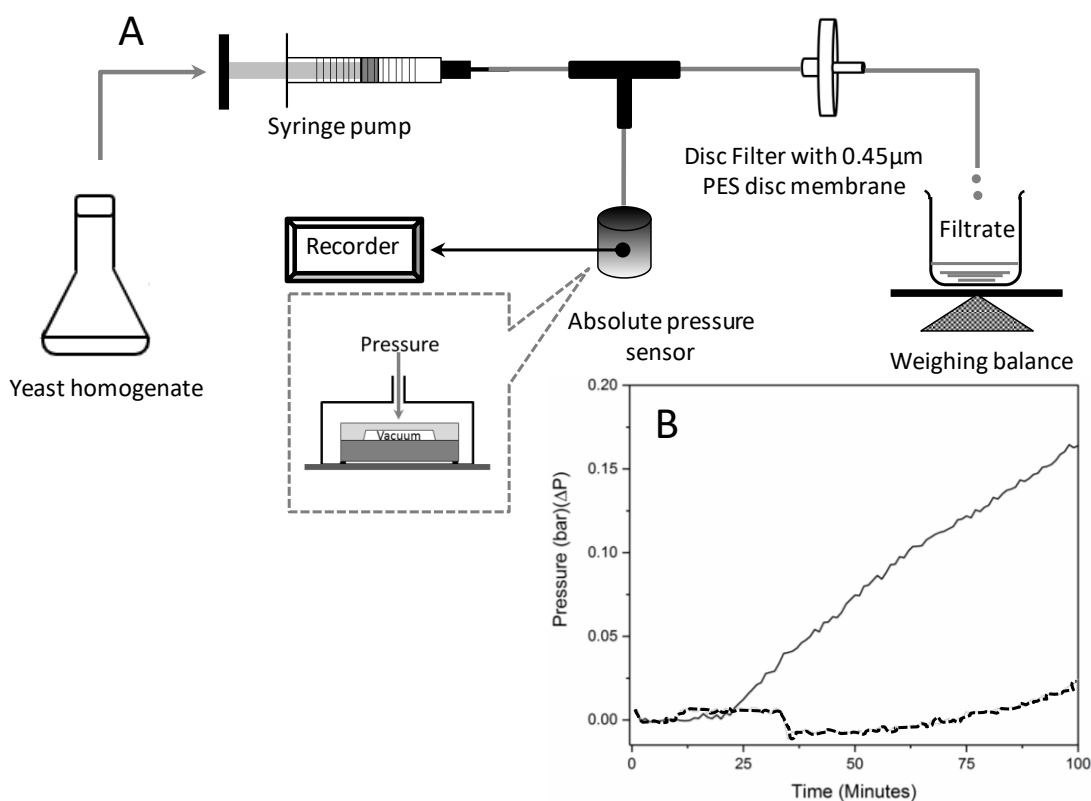 A
Syringe pump
Disc Filter with 0.45µm
PES disc membrane
Filtrate
Recorder
Absolute pressure
sensor
Pressure
Vacuum
Yeast homogenate
Weighing balance
B
0.20
0.15
0.10
0.05
0.00
Pressure (bar)(ΔP)
0
25
50
75
100
Time (Minutes)